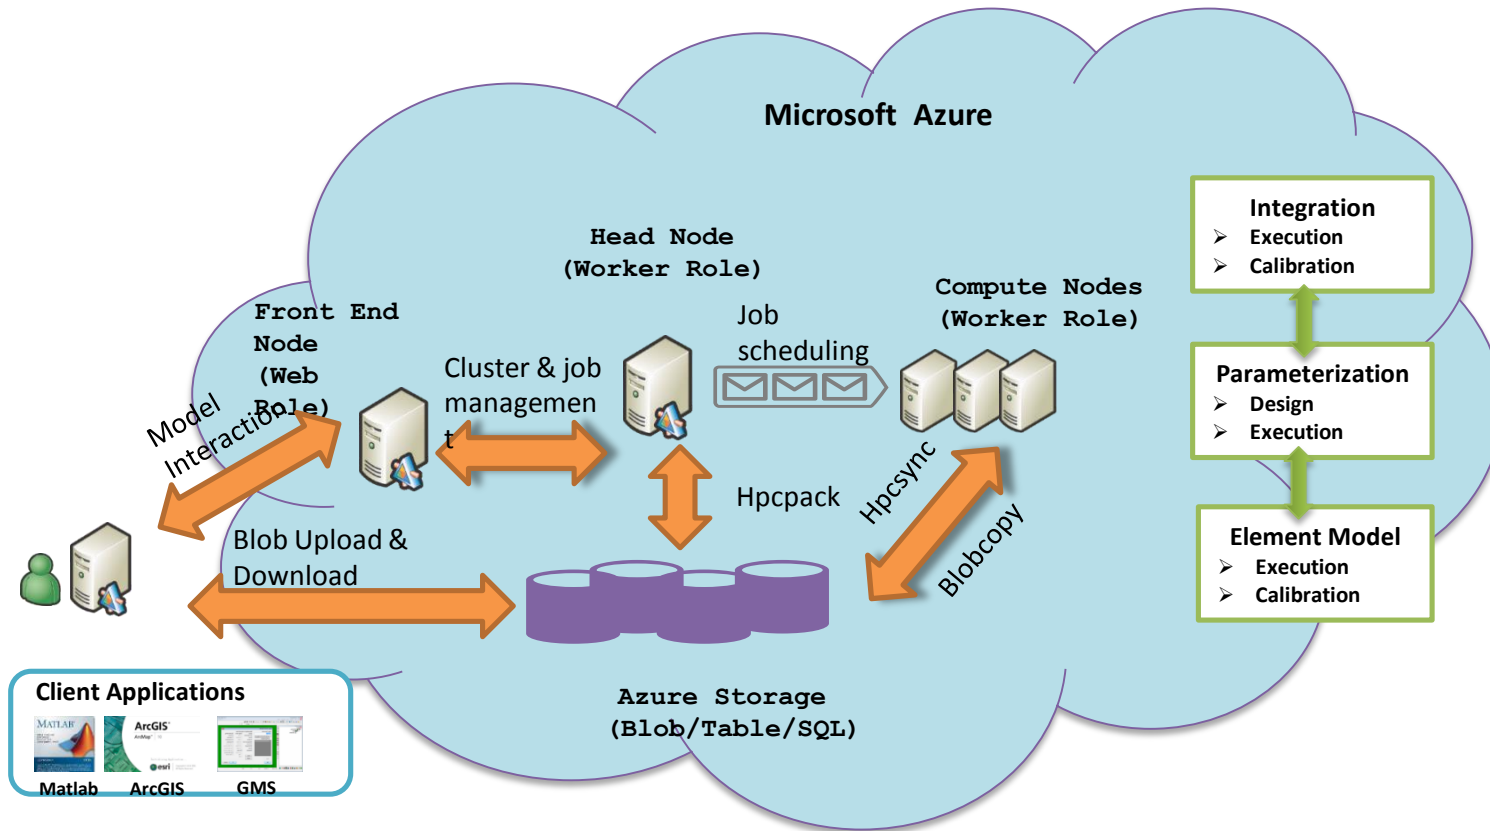 Microsoft Azure
Integration
➢ Execution
➢ Calibration
Head Node
(Worker Role)
Compute Nodes
(Worker Role)
Front End
Node
(Web
Role)
Job
scheduling
Cluster & job
managemen
t
Parameterization
➢ Design
➢ Execution
Model
Interaction
Hpcpack
Hpcsync
Blobcopy
Blob Upload &
Download
Element Model
➢ Execution
➢ Calibration
Azure Storage
(Blob/Table/SQL)
Client Applications
MATLAB
ArcGIS
ArcMap
esri
Matlab
ArcGIS
GMS